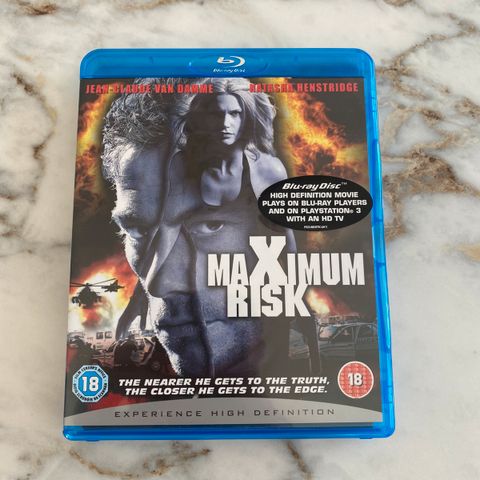 Blu-ray Disc
JEAN-CLAUDE VAN DAMME
NATASHA HENSTRIDGE
Blu-ray Disc™
HIGH DEFINITION MOVIE
PLAYS ON BLU-RAY PLAYERS
AND ON PLAYSTATION® 3
WITH AN HD TV
MAXIMUM
RISK
18
18
THE NEARER HE GETS TO THE TRUTH,
THE CLOSER HE GETS TO THE EDGE.
EXPERIENCE HIGH DEFINITION